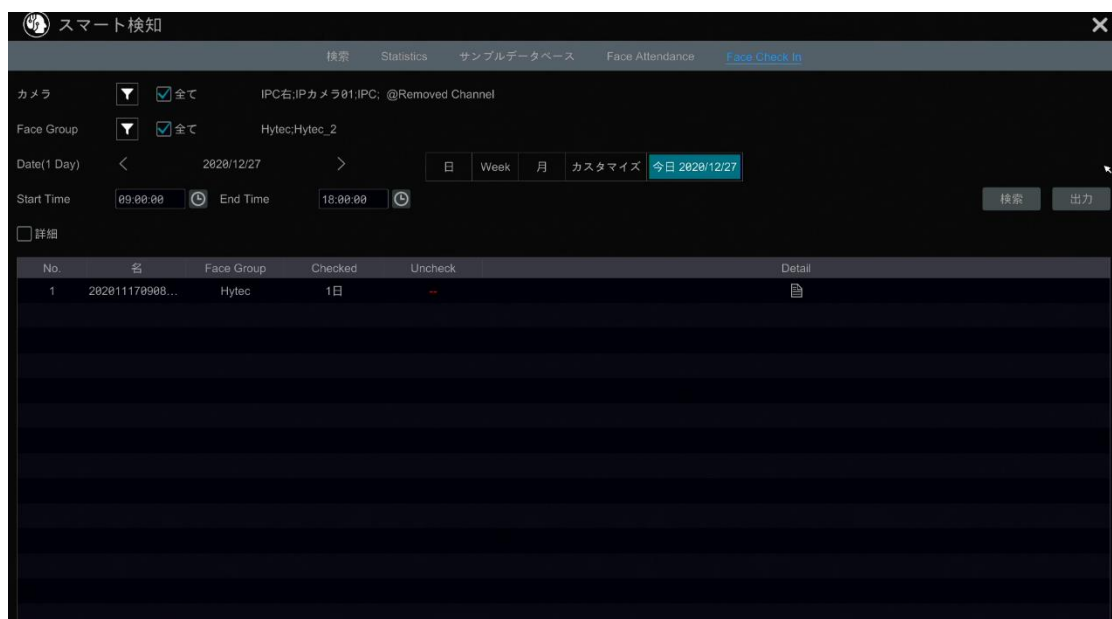 スマート検知
検索 Statistics サンプルデータベース Face Attendance Face Check In
カメラ 全て IPC右;IPカメラ01;IPC; @Removed Channel
Face Group 全て Hytec;Hytec_2
Date(1 Day) < 2020/12/27 > 日 Week 月 カスタマイズ 今日 2020/12/27
Start Time 09:00:00 End Time 18:00:00 検索 出力
詳細
No. 名 Face Group Checked Uncheck Detail
1 202011170908... Hytec 1日 --